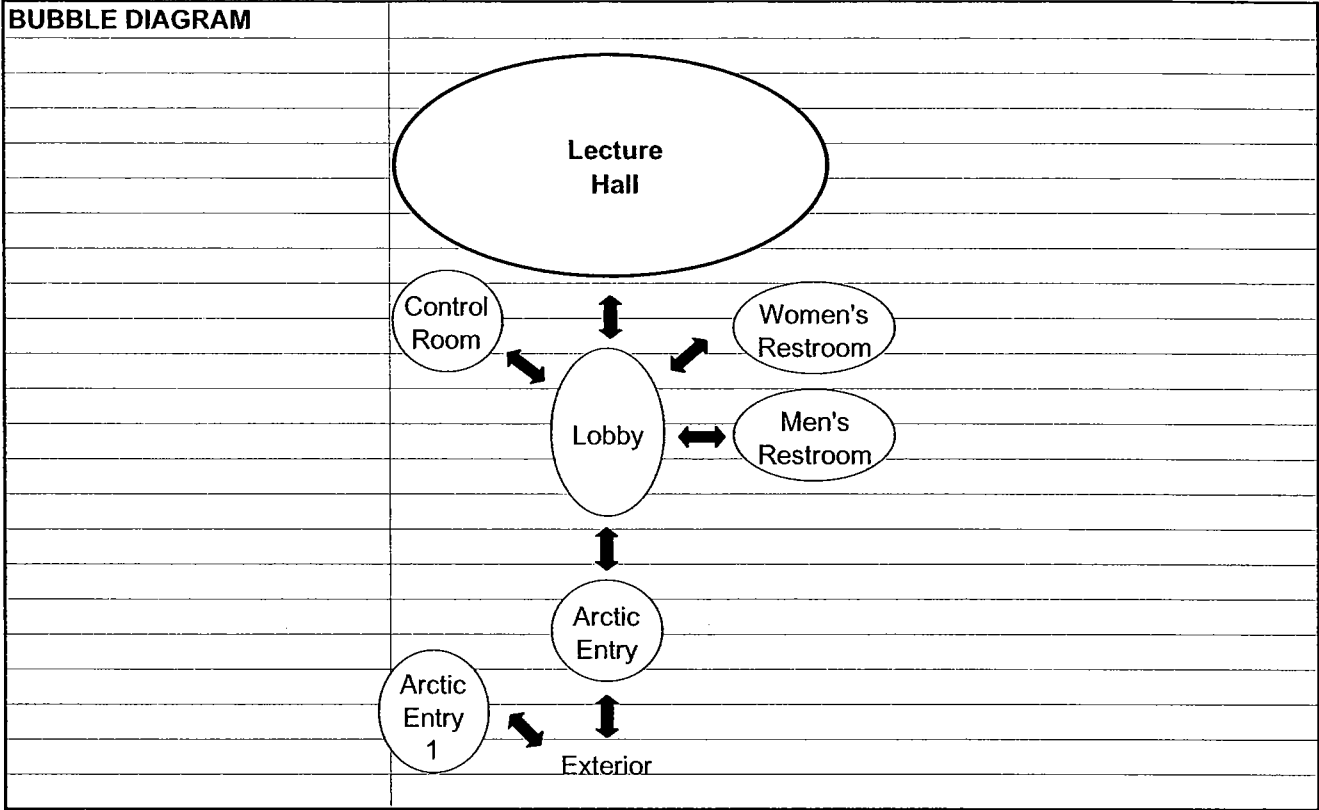 BUBBLE DIAGRAM
Lecture
Hall
Control
Room
Women's
Restroom
Lobby
Men's
Restroom
Arctic
Entry
Arctic
Entry
1
Exterior